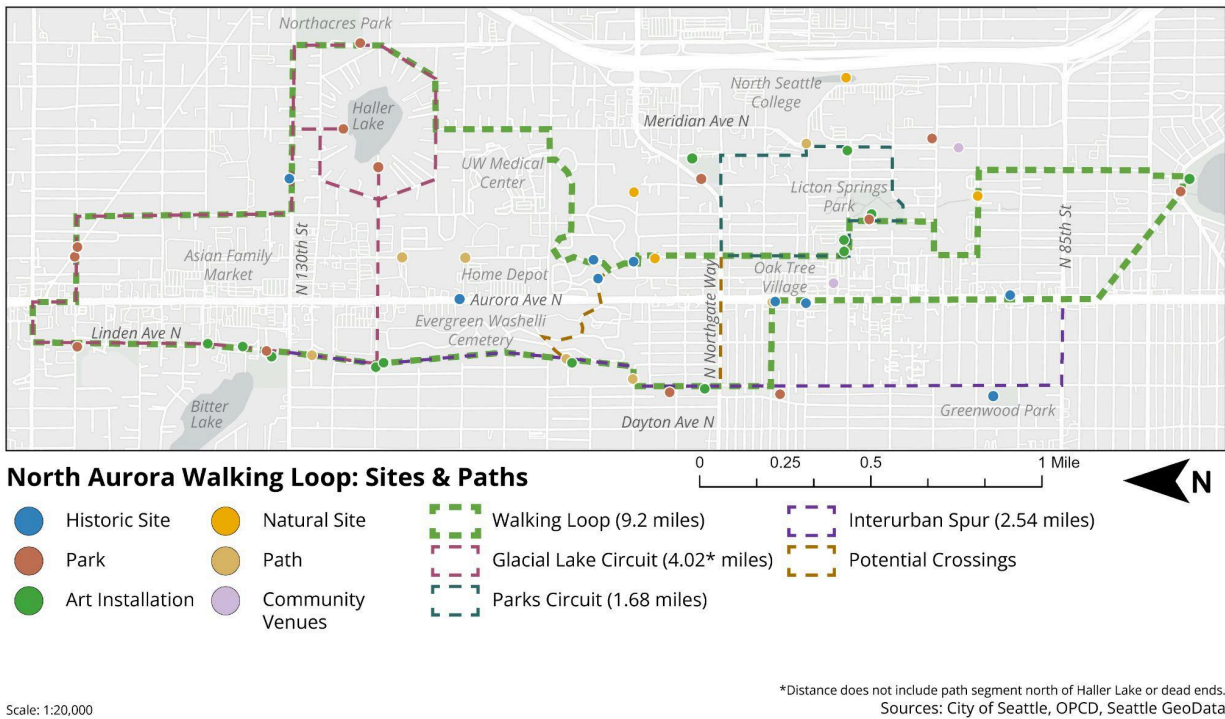 Northacres Park
Haller
Lake
North Seattle
College
Meridian Ave N
UW Medical
Center
Licton Springs
Park
Asian Family
Market
N 130th St
Home Depot
Aurora Ave N
Evergreen Washelli
Cemetery
Oak Tree
Village
N 85th St
N Northgate Way
Linden Ave N
Bitter
Lake
Dayton Ave N
Greenwood Park
North Aurora Walking Loop: Sites & Paths
0 0.25 0.5 1 Mile
N
Historic Site
Park
Art Installation
Natural Site
Path
Community
Venues
Walking Loop (9.2 miles)
Glacial Lake Circuit (4.02* miles)
Parks Circuit (1.68 miles)
Interurban Spur (2.54 miles)
Potential Crossings
*Distance does not include path segment north of Haller Lake or dead ends.
Scale: 1:20,000
Sources: City of Seattle, OPCD, Seattle GeoData